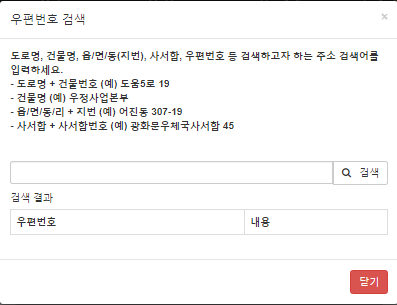 우편번호 검색
×
도로명, 건물명, 읍/면/동(지번), 사서함, 우편번호 등 검색하고자 하는 주소 검색어를
입력하세요.
- 도로명 + 건물번호 (예) 도움5로 19
- 건물명 (예) 우정사업본부
- 읍/면/동/리 + 지번 (예) 어진동 307-19
- 사서함 + 사서함번호 (예) 광화문우체국사서함 45
검색
검색 결과
우편번호 내용
닫기